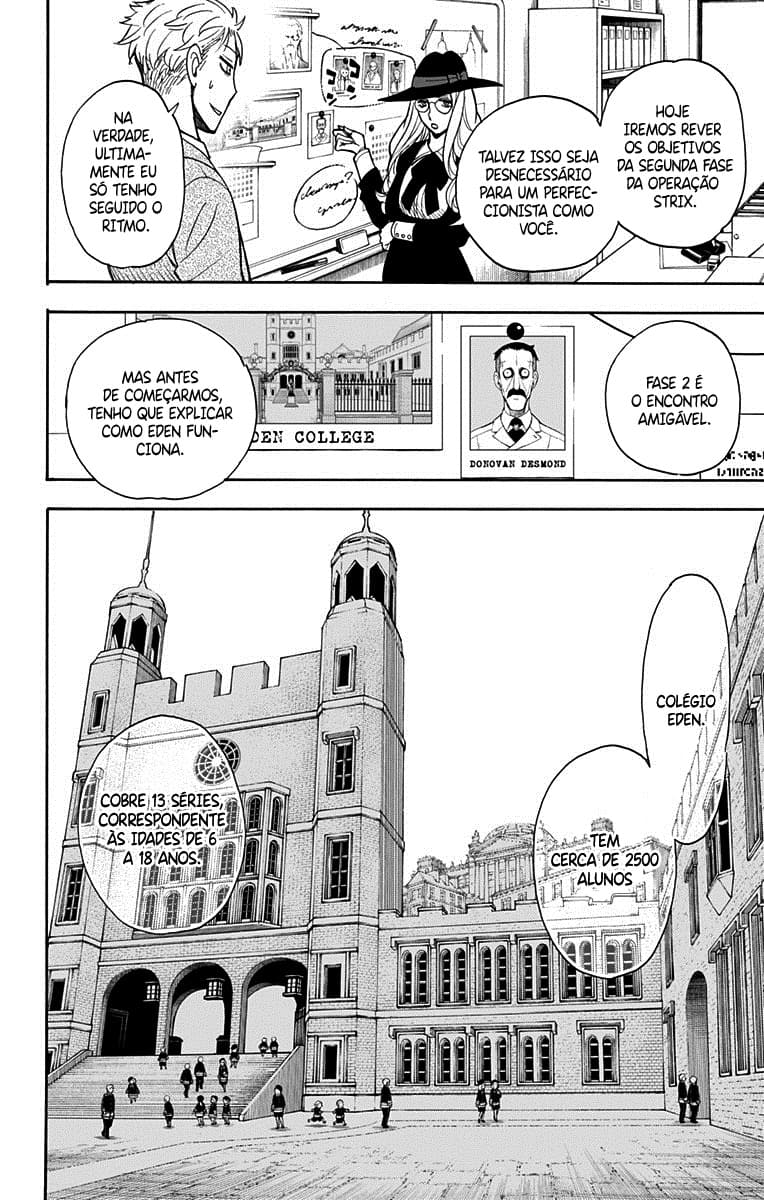 HOJE
IREMOS REVER
OS OBJETIVOS
DA SEGUNDA FASE
DA OPERAÇÃO
STRIX.
TALVEZ ISSO SEJA
DESNECESSÁRIO
PARA UM PERFEC-
CIONISTA COMO
VOCÊ.
NA
VERDADE,
ULTIMA-
MENTE EU
SÓ TENHO
SEGUIDO O
RITMO.
FASE 2 É
O ENCONTRO
AMIGÁVEL.
DONOVAN DESMOND
MAS ANTES
DE COMEÇARMOS,
TENHO QUE EXPLICAR
COMO EDEN FUN-
CIONA.
DEN COLLEGE
COLÉGIO
EDEN.
TEM
CERCA DE 2500
ALUNOS
COBRE 13 SÉRIES,
CORRESPONDENTE
ÀS IDADES DE 6
A 18 ANOS.